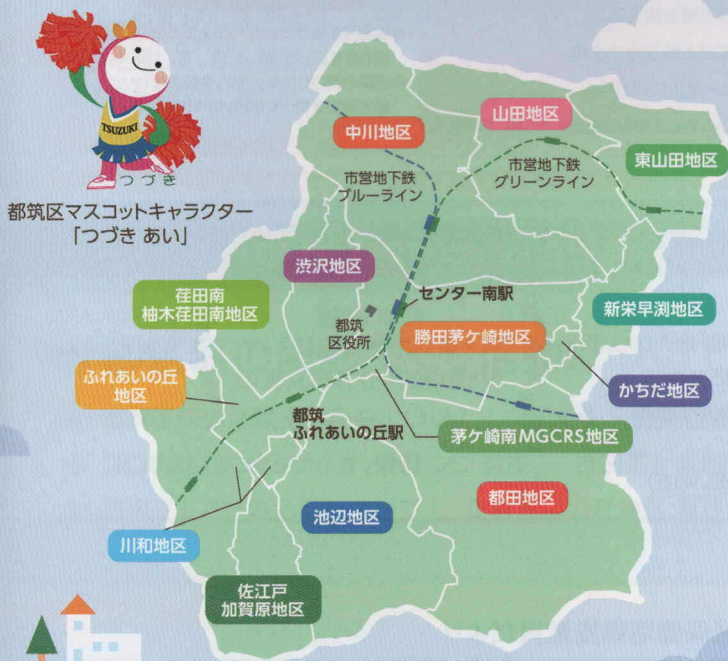 TSUZUKI
つづき
都筑区マスコットキャラクター
「つづき あい」
中川地区
山田地区
東山田地区
市営地下鉄
ブルーライン
市営地下鉄
グリーンライン
渋沢地区
荏田南
柚木荏田南地区
センター南駅
都筑
区役所
勝田茅ケ崎地区
新栄早渕地区
ふれあいの丘
地区
かちだ地区
都筑
ふれあいの丘駅
茅ケ崎南MGCRS地区
都田地区
池辺地区
川和地区
佐江戸
加賀原地区